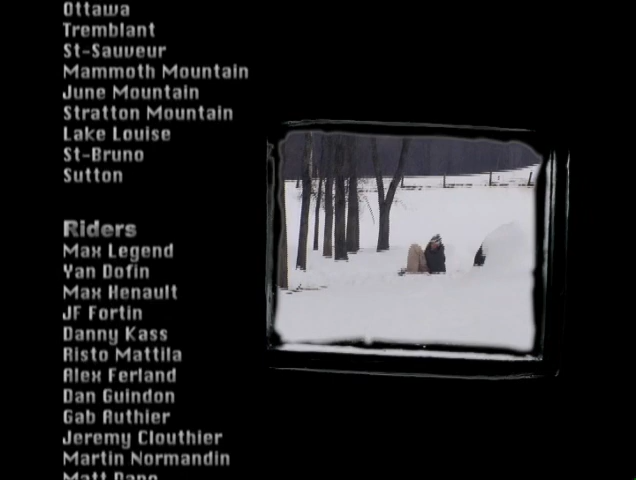 Ottawa
Tremblant
St-Sauveur
Mammoth Mountain
June Mountain
Stratton Mountain
Lake Louise
St-Bruno
Sutton
Riders
Max Legend
Yan Dofin
Max Henault
JF Fortin
Danny Kass
Risto Mattila
Alex Ferland
Dan Guindon
Gab Authier
Jeremy Clouthier
Martin Normandin
Matt